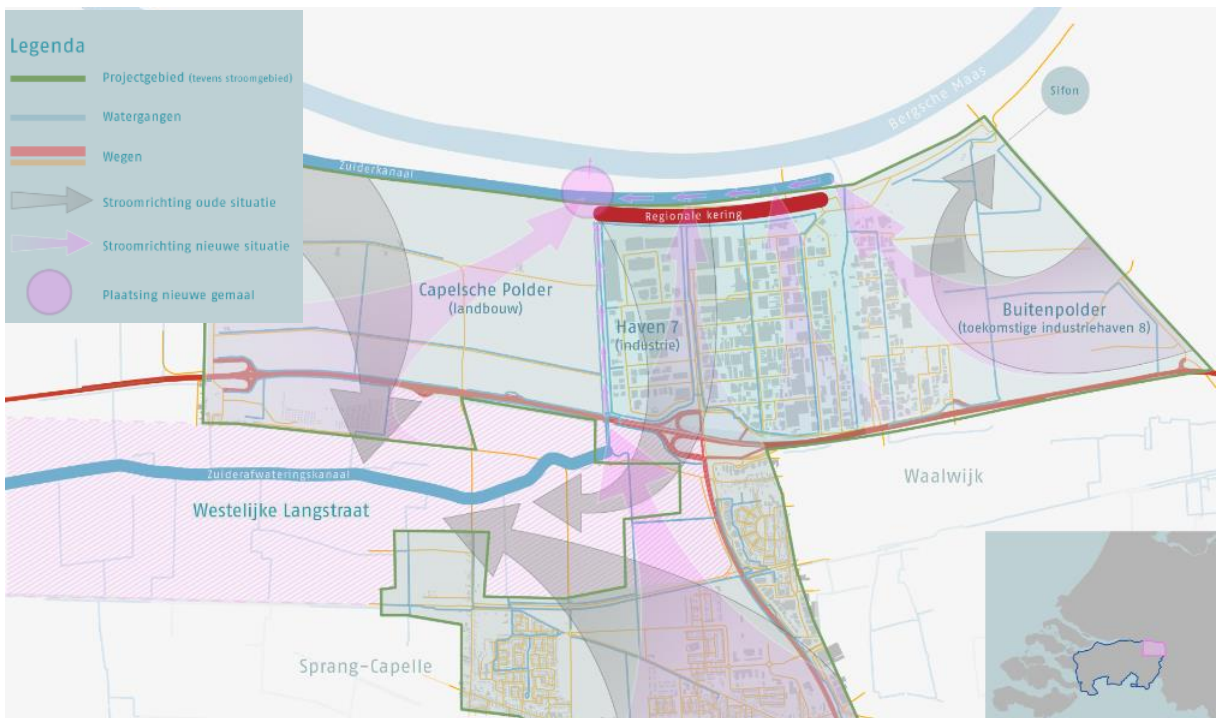 Legenda
Projectgebied (tevens stroomgebied)
Watergangen
Wegen
Stroomrichting oude situatie
Stroomrichting nieuwe situatie
Plaatsing nieuwe gemaal
Bergsche Maas
Sifon
Zuiderkanaal
Regionale kering
Capelsche Polder
(landbouw)
Haven 7
(industrie)
Buitenpolder
(toekomstige industriehaven 8)
Zuiderafwateringskanaal
Westelijke Langstraat
Waalwijk
Sprang-Capelle